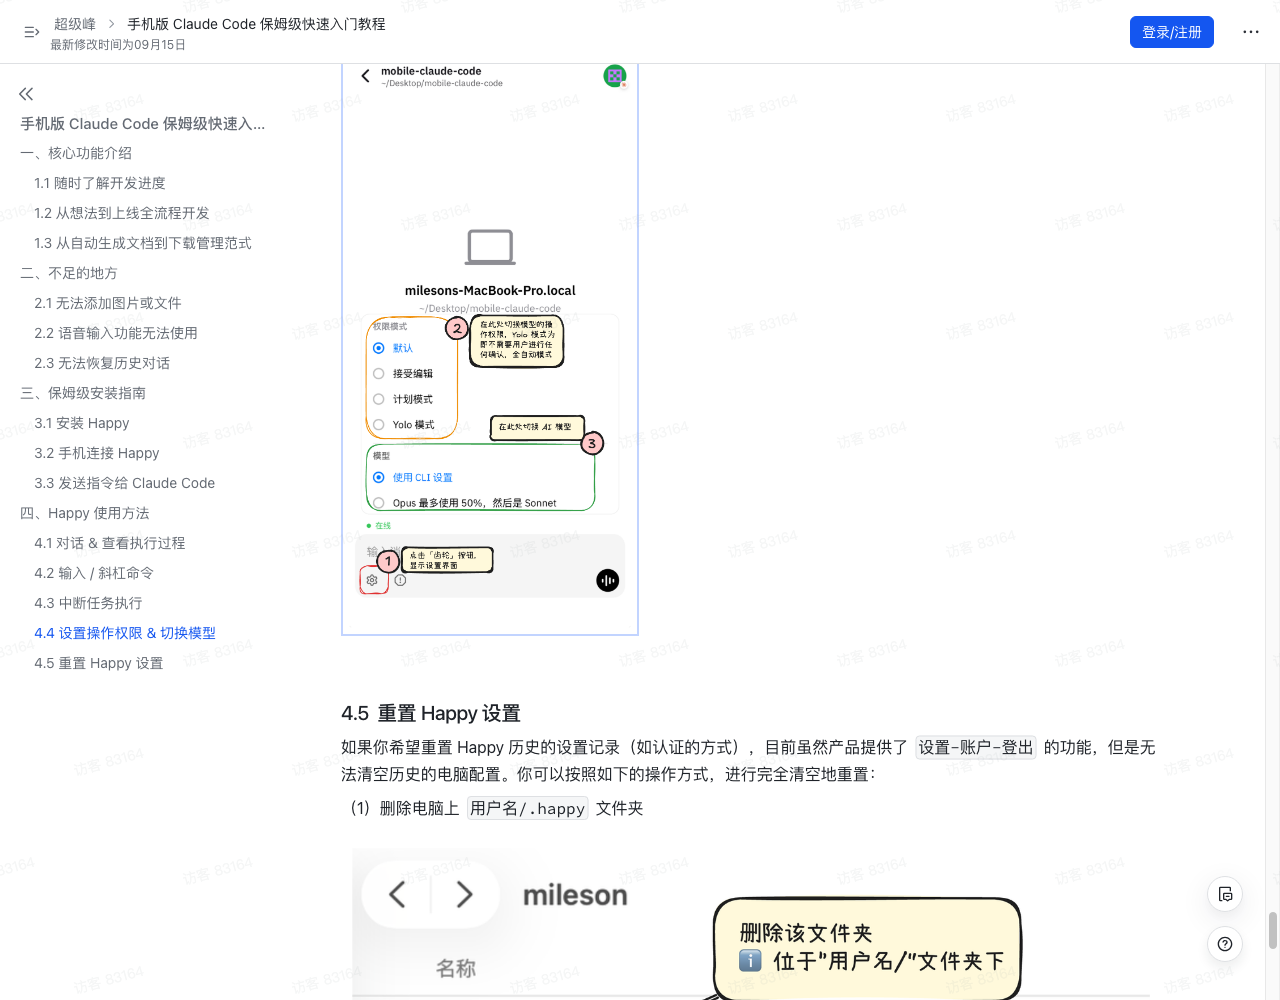 超级峰 > 手机版 Claude Code 保姆级快速入门教程
最新修改时间为09月15日
登录/注册
手机版 Claude Code 保姆级快速入...
一、核心功能介绍
1.1 随时了解开发进度
1.2 从想法到上线全流程开发
1.3 从自动生成文档到下载管理范式
二、不足的地方
2.1 无法添加图片或文件
2.2 语音输入功能无法使用
2.3 无法恢复历史对话
三、保姆级安装指南
3.1 安装 Happy
3.2 手机连接 Happy
3.3 发送指令给 Claude Code
四、Happy 使用方法
4.1 对话 & 查看执行过程
4.2 输入 / 斜杠命令
4.3 中断任务执行
4.4 设置操作权限 & 切换模型
4.5 重置 Happy 设置
mobile-claude-code
~/Desktop/mobile-claude-code
milesons-MacBook-Pro.local
~/Desktop/mobile-claude-code
权限模式
默认
接受编辑
计划模式
Yolo 模式
2
在此处切换模型的操
作权限，Yolo 模式为
即不需要用户进行任
何确认，全自动模式
在此处切换 AI 模型
3
模型
使用 CLI 设置
Opus 最多使用 50%，然后是 Sonnet
在线
输入
1
点击「齿轮」按钮，
显示设置界面
4.5 重置 Happy 设置
如果你希望重置 Happy 历史的设置记录（如认证的方式），目前虽然产品提供了 设置-账户-登出 的功能，但是无
法清空历史的电脑配置。你可以按照如下的操作方式，进行完全清空地重置：
（1）删除电脑上 用户名/.happy 文件夹
mileson
名称
删除该文件夹
ℹ️ 位于"用户名/"文件夹下
访客 83164